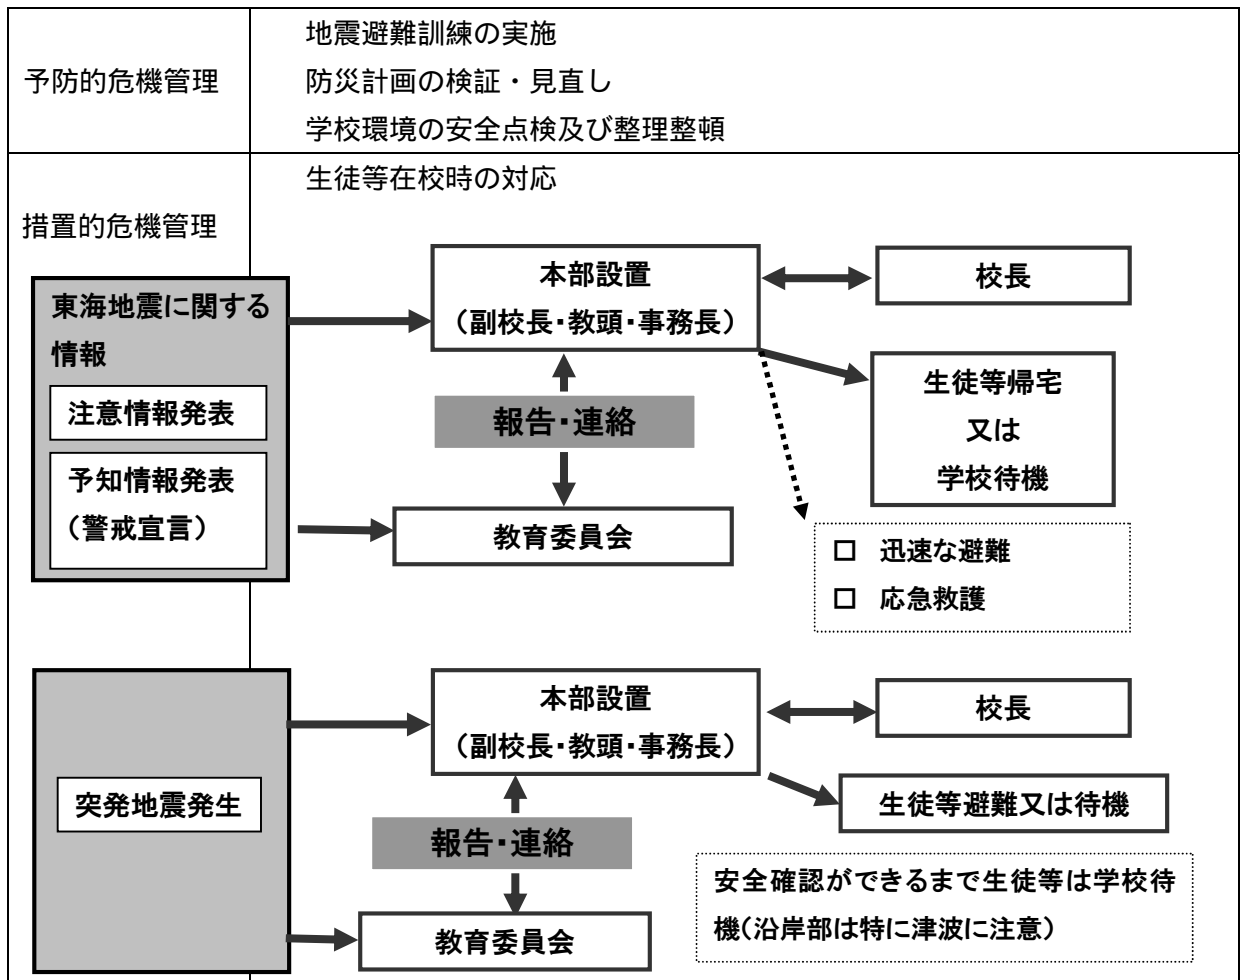 予防的危機管理
地震避難訓練の実施
防災計画の検証・見直し
学校環境の安全点検及び整理整頓
措置的危機管理
生徒等在校時の対応
東海地震に関する
情報
注意情報発表
予知情報発表
（警戒宣言）
本部設置
（副校長・教頭・事務長）
校長
報告・連絡
生徒等帰宅
又は
学校待機
教育委員会
□ 迅速な避難
□ 応急救護
突発地震発生
本部設置
（副校長・教頭・事務長）
校長
生徒等避難又は待機
報告・連絡
教育委員会
安全確認ができるまで生徒等は学校待
機（沿岸部は特に津波に注意）